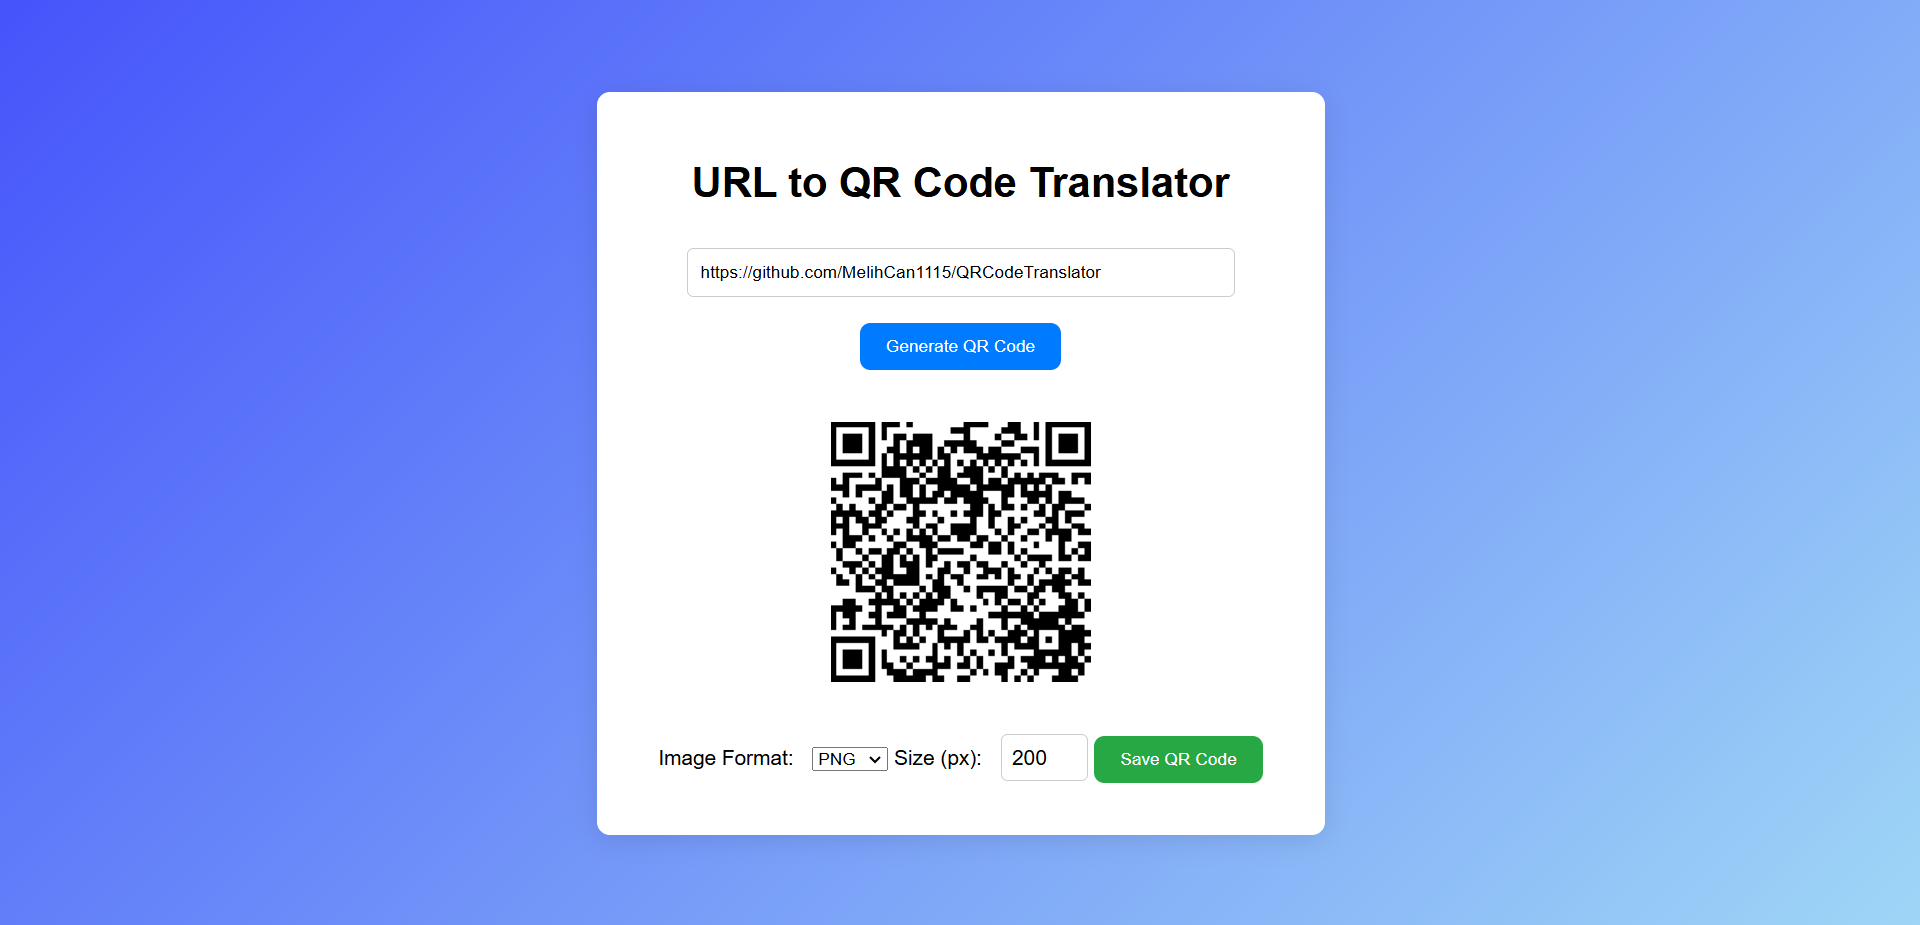 URL to QR Code Translator
https://github.com/MelihCan1115/QRCodeTranslator
Generate QR Code
Image Format: PNG Size (px): 200 Save QR Code